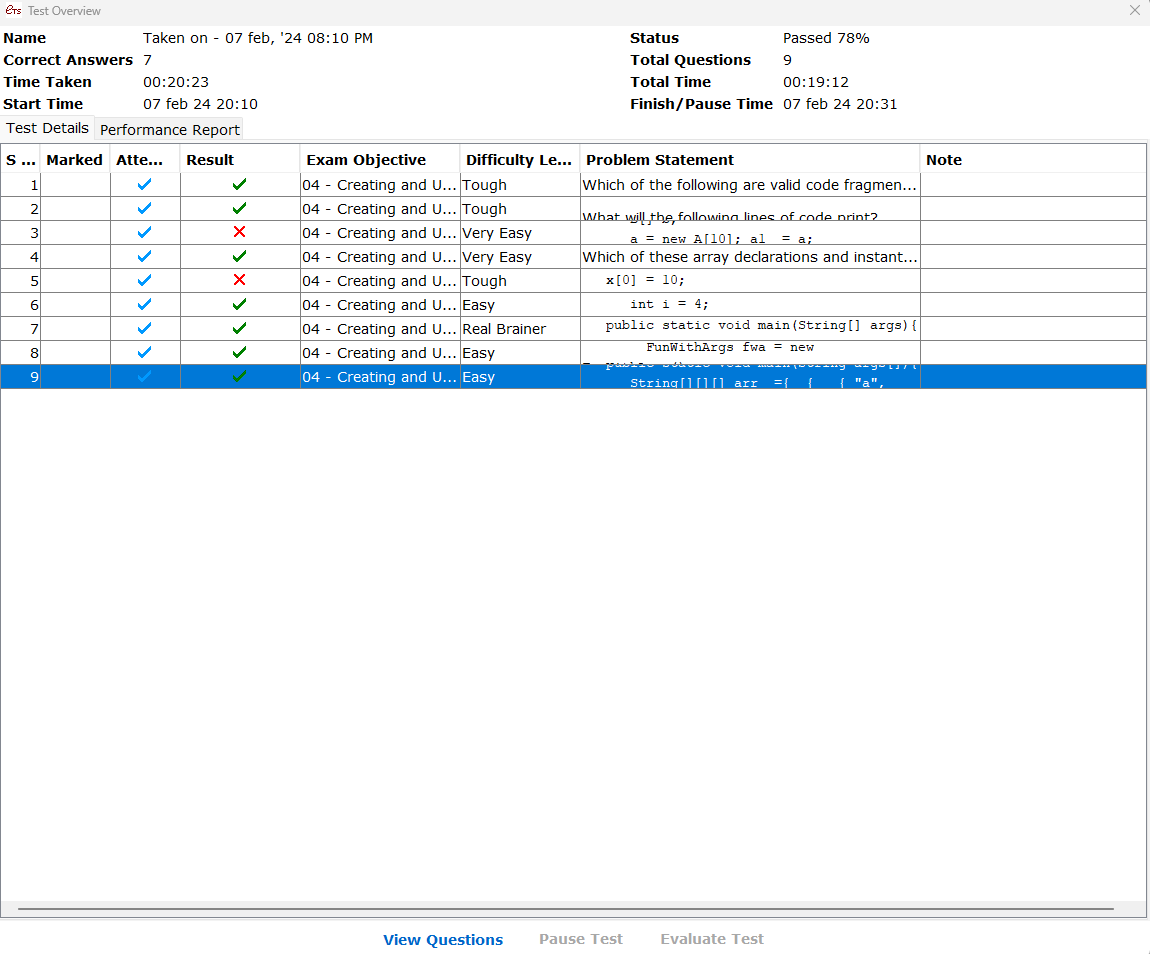 eTS Test Overview
Name Taken on - 07 feb, '24 08:10 PM Status Passed 78%
Correct Answers 7 Total Questions 9
Time Taken 00:20:23 Total Time 00:19:12
Start Time 07 feb 24 20:10 Finish/Pause Time 07 feb 24 20:31
Test Details Performance Report
S ... Marked Atte... Result Exam Objective Difficulty Le... Problem Statement Note
1 04 - Creating and U... Tough Which of the following are valid code fragmen...
2 04 - Creating and U... Tough What will the following lines of code print?
3 04 - Creating and U... Very Easy a = new A[10]; a1 = a;
4 04 - Creating and U... Very Easy Which of these array declarations and instant...
5 04 - Creating and U... Tough x[0] = 10;
6 04 - Creating and U... Easy int i = 4;
7 04 - Creating and U... Real Brainer public static void main(String[] args){
8 04 - Creating and U... Easy FunWithArgs fwa = new
9 04 - Creating and U... Easy public static void main(String args[]){
String[][][] arr ={ { { "a",
View Questions Pause Test Evaluate Test